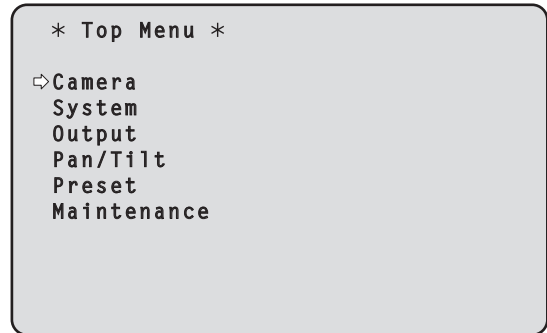 * Top Menu *
⇨Camera
System
Output
Pan/Tilt
Preset
Maintenance